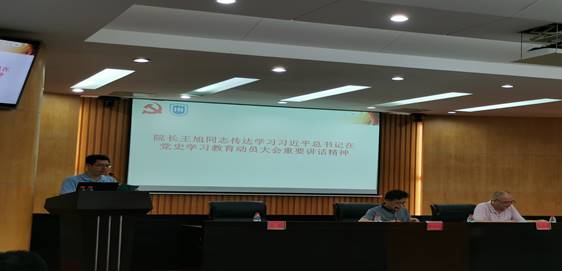 院长王旭同志传达学习习近平总书记在
党史学习教育动员大会重要讲话精神